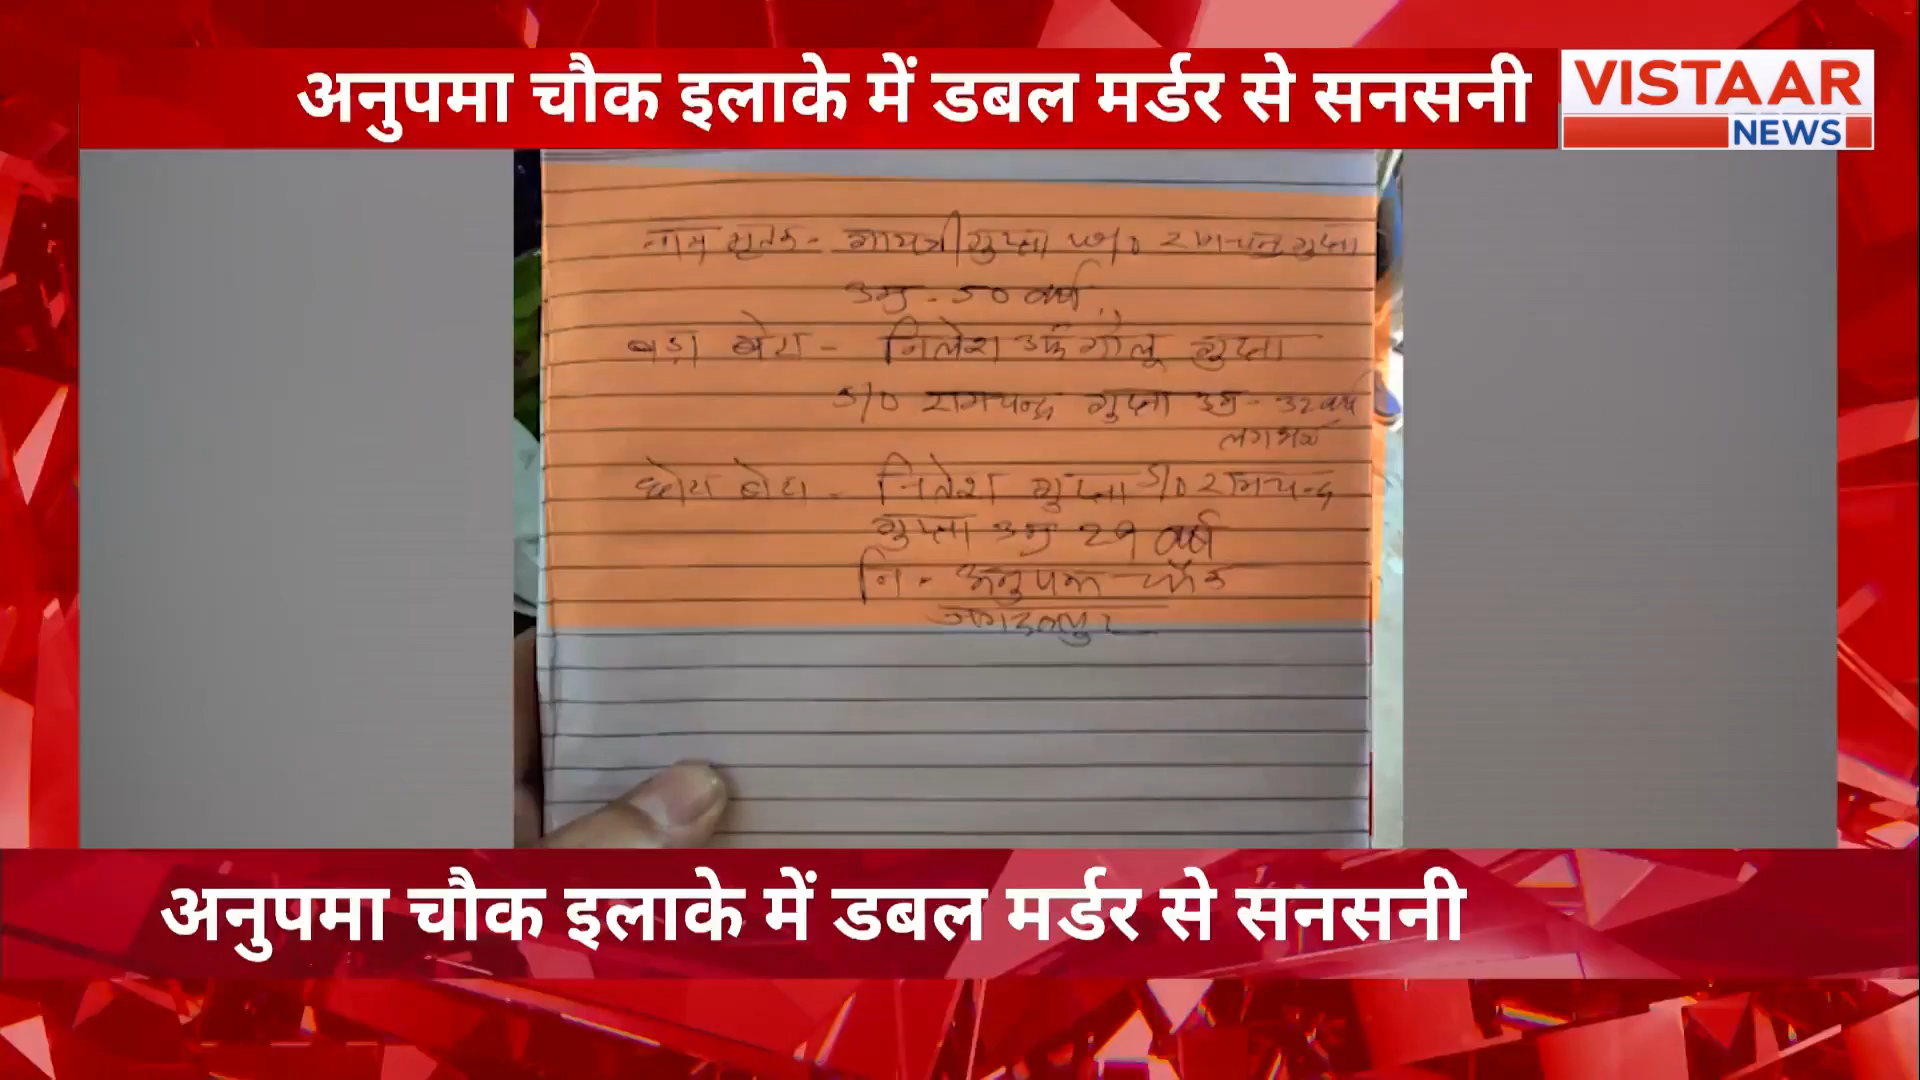 अनुपमा चौक इलाके में डबल मर्डर से सनसनी
VISTAAR
NEWS
नाम मृतक - गायत्री गुप्ता W/O रामचन्द्र गुप्ता
उम्र - 50 वर्ष
बड़ा बेटा - निलेश उर्फ गोलू गुप्ता
S/O रामचन्द्र गुप्ता उम्र - 32 वर्ष
लगभग
छोटा बेटा - नितेश गुप्ता S/O रामचन्द्र
गुप्ता उम्र 29 वर्ष
नि - अनुपमा चौक
जगदलपुर
अनुपमा चौक इलाके में डबल मर्डर से सनसनी